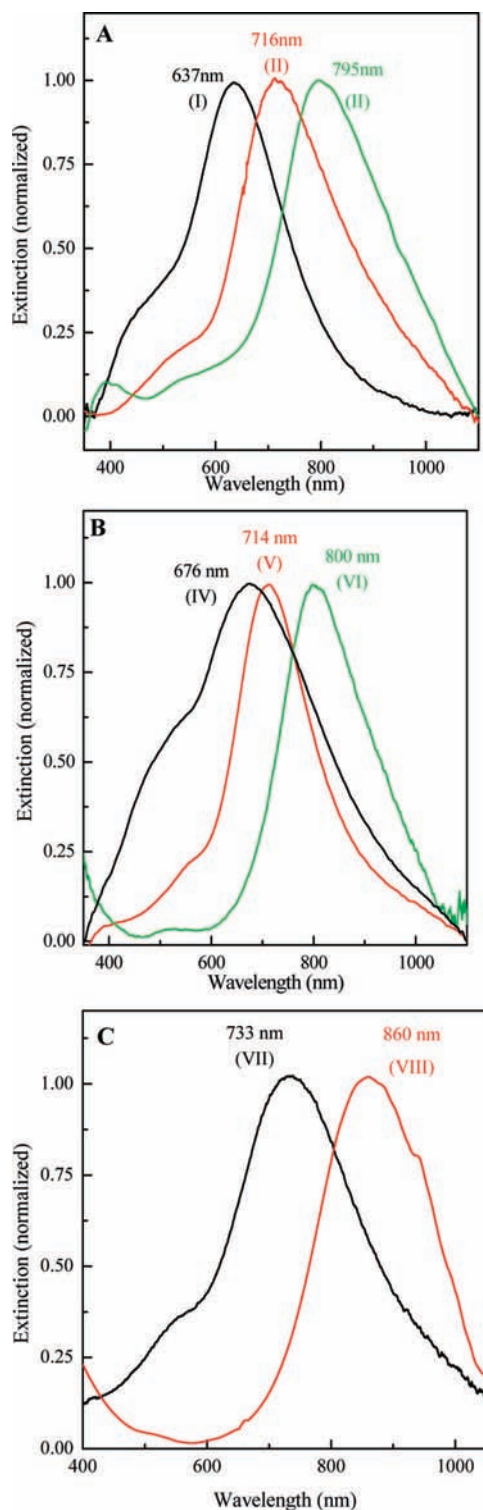 A
716nm
637nm
(II)
795nm
(I)
(II)
1.00
0.75
0.50
0.25
0.00
Extinction (normalized)
400 600 800 1000
Wavelength (nm)
B
714 nm
676 nm
(V)
800 nm
(IV)
(VI)
1.00
0.75
0.50
0.25
0.00
Extinction (normalized)
400 600 800 1000
Wavelength (nm)
C
733 nm
860 nm
(VII)
(VIII)
1.00
0.75
0.50
0.25
0.00
Extinction (normalized)
400 600 800 1000
Wavelength (nm)